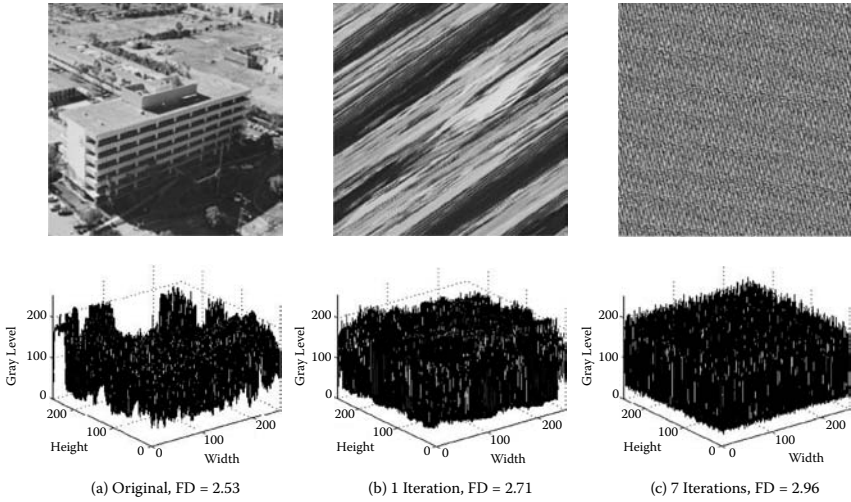 200
100
0
Gray Level
200
100
0
Height
0
100
200
Width
200
100
0
Gray Level
200
100
0
Height
0
100
200
Width
200
100
0
Gray Level
200
100
0
Height
0
100
200
Width
(a) Original, FD = 2.53
(b) 1 Iteration, FD = 2.71
(c) 7 Iterations, FD = 2.96